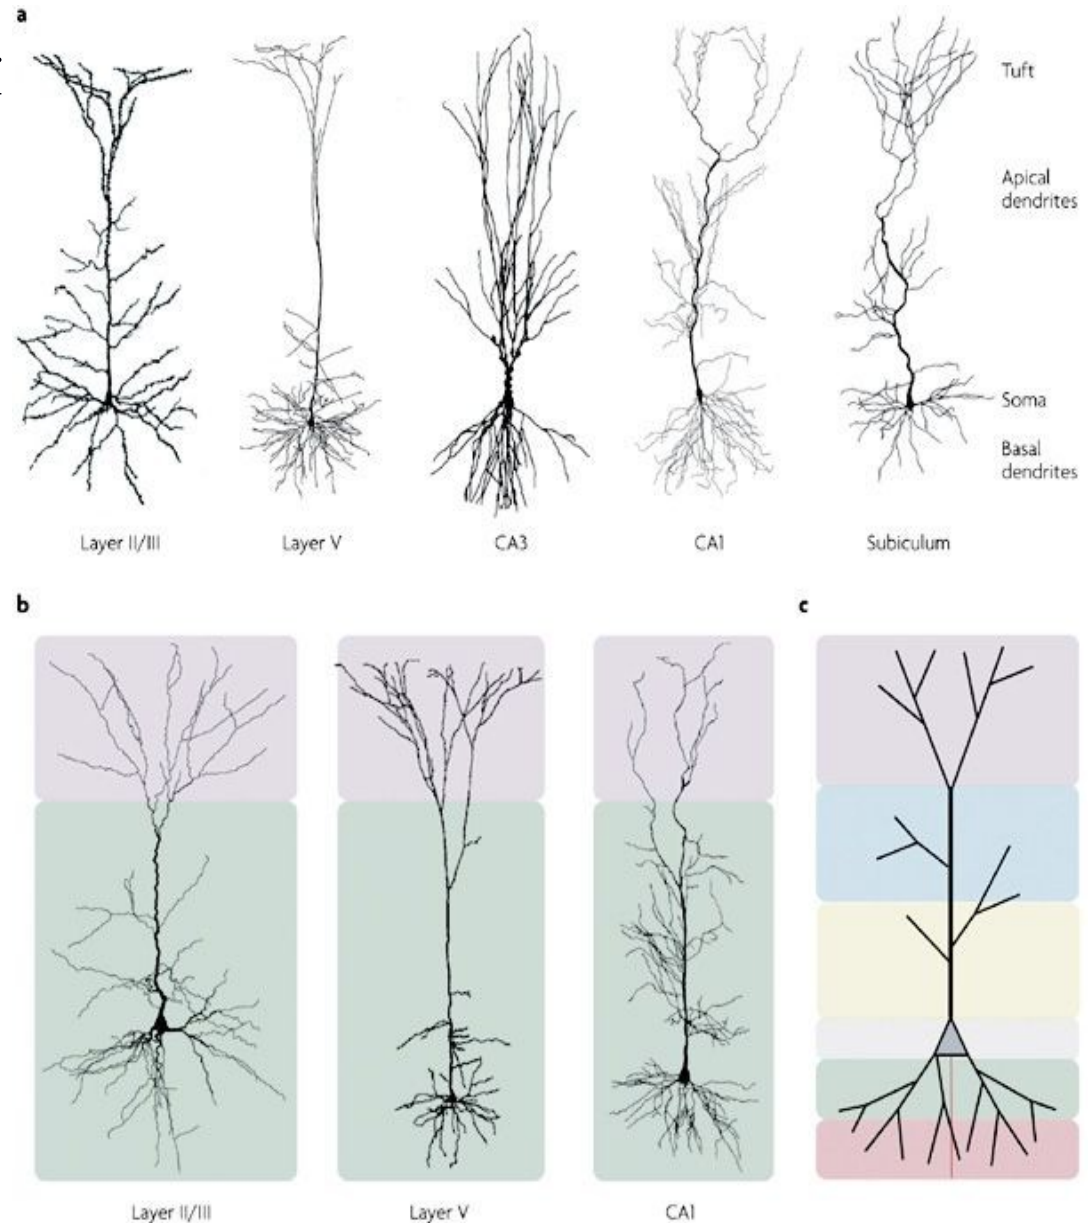 a
Tuft
Apical
dendrites
Soma
Basal
dendrites
Layer II/III
Layer V
CA3
CA1
Subiculum
b
c
Layer II/III
Layer V
CA1